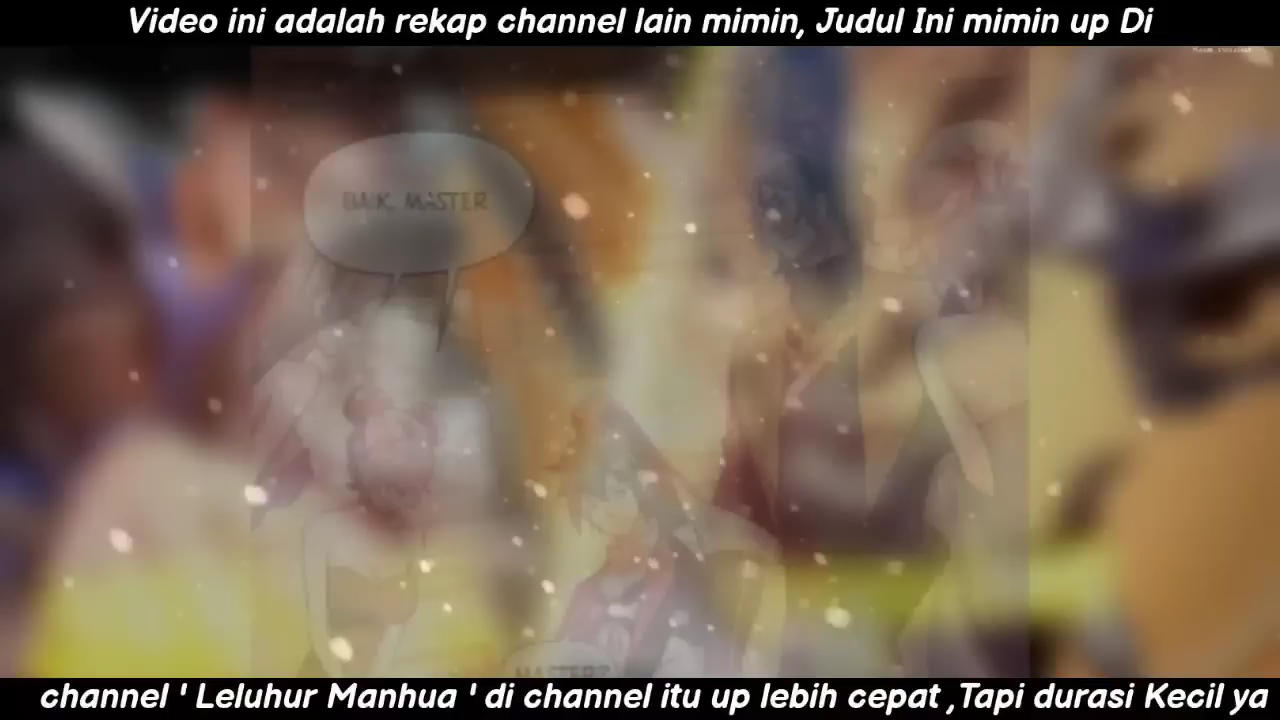 Video ini adalah rekap channel lain mimin, Judul Ini mimin up Di
BAIK MASTER
MASTER?
channel ' Leluhur Manhua ' di channel itu up lebih cepat ,Tapi durasi Kecil ya